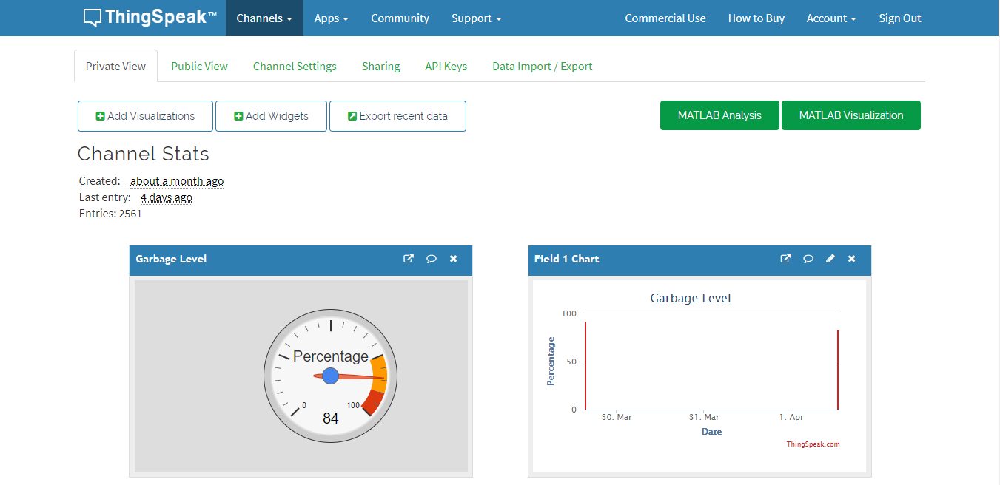 ThingSpeak™ Channels Apps Community Support Commercial Use How to Buy Account Sign Out
Private View Public View Channel Settings Sharing API Keys Data Import / Export
Add Visualizations Add Widgets Export recent data MATLAB Analysis MATLAB Visualization
Channel Stats
Created: about a month ago
Last entry: 4 days ago
Entries: 2561
Garbage Level
Percentage
0 100
84
Field 1 Chart
Garbage Level
100
50
0
Percentage
30. Mar 31. Mar 1. Apr
Date
ThingSpeak.com